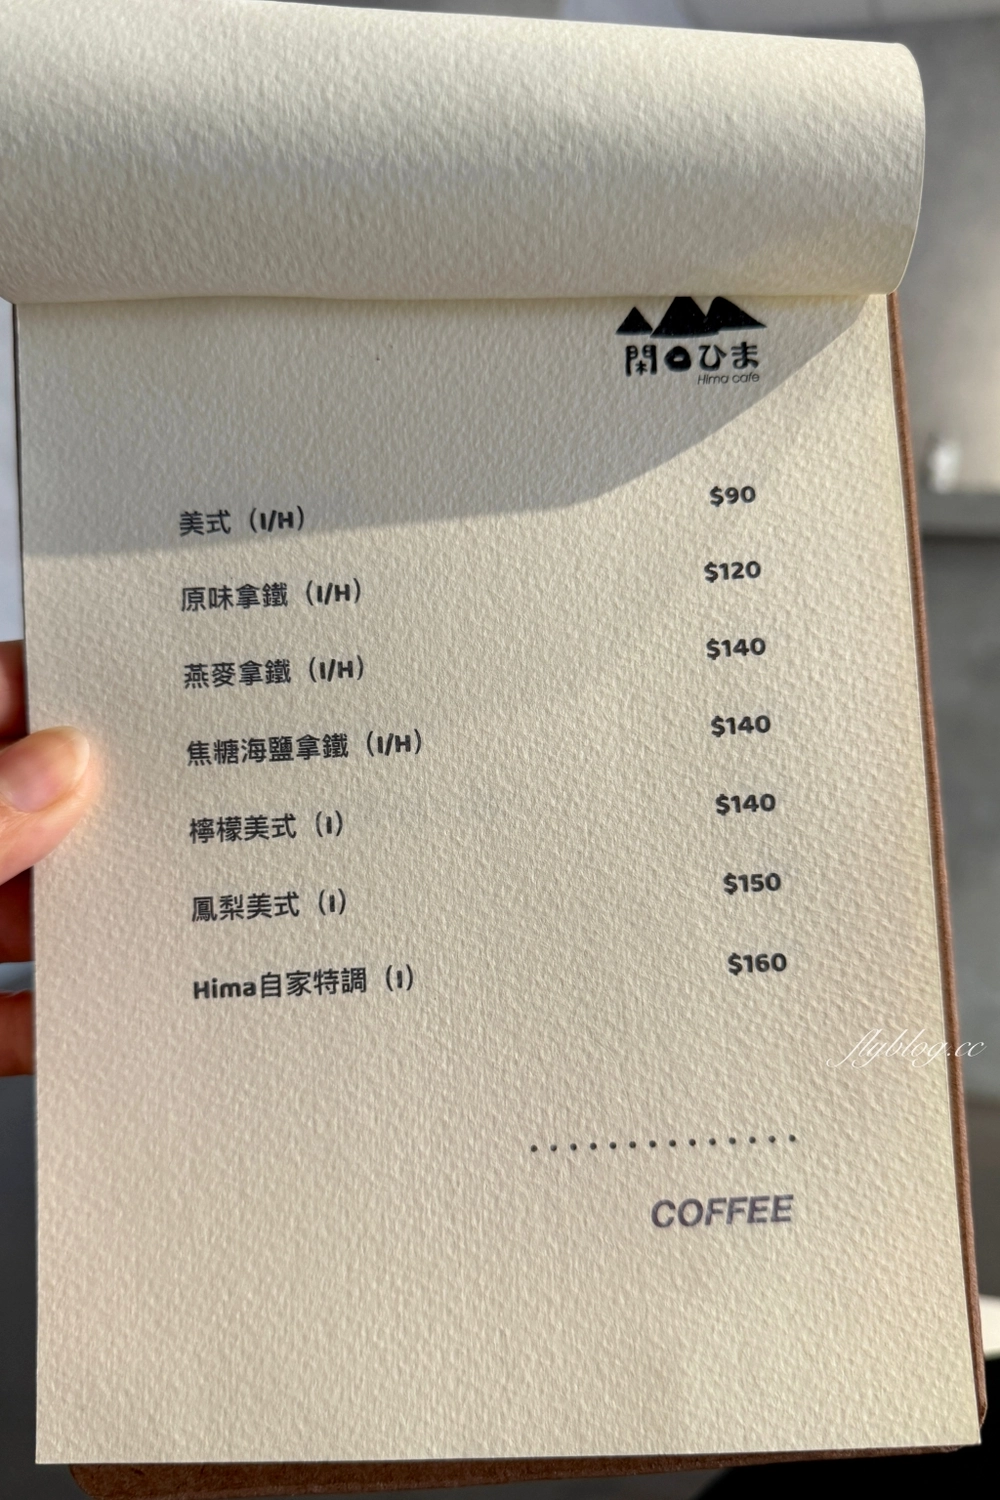 閑日ひま
Hima cafe
美式（I/H） $90
原味拿鐵（I/H） $120
燕麥拿鐵（I/H） $140
焦糖海鹽拿鐵（I/H） $140
檸檬美式（I） $140
鳳梨美式（I） $150
Hima自家特調（I） $160
flyblog.cc
COFFEE